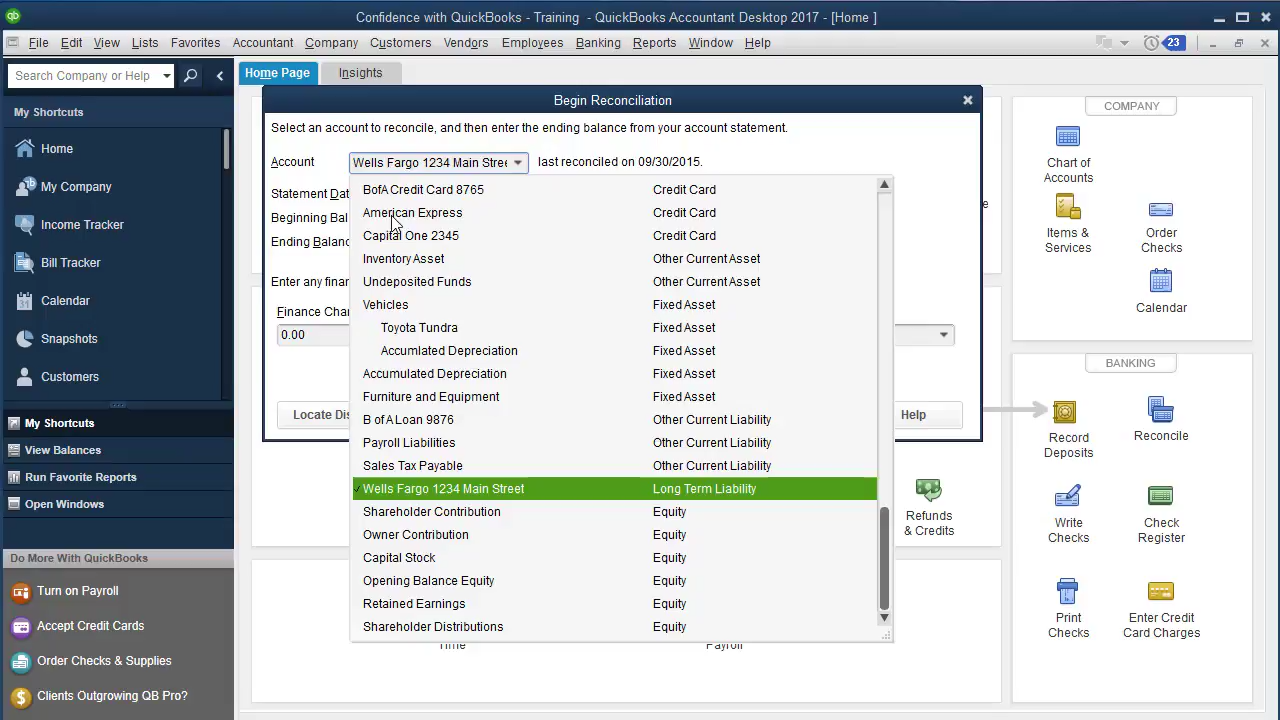 Confidence with QuickBooks - Training - QuickBooks Accountant Desktop 2017 - [Home ]
File Edit View Lists Favorites Accountant Company Customers Vendors Employees Banking Reports Window Help 23
Search Company or Help
Home Page Insights
My Shortcuts
Home
My Company
Income Tracker
Bill Tracker
Calendar
Snapshots
Customers
My Shortcuts
View Balances
Run Favorite Reports
Open Windows
Do More With QuickBooks
Turn on Payroll
Accept Credit Cards
Order Checks & Supplies
Clients Outgrowing QB Pro?
Begin Reconciliation
Select an account to reconcile, and then enter the ending balance from your account statement.
Account Wells Fargo 1234 Main Stree last reconciled on 09/30/2015.
Statement Dat
Beginning Bal
Ending Balanc
Enter any finan
Finance Char
0.00
Locate Dis
Help
BofA Credit Card 8765 Credit Card
American Express Credit Card
Capital One 2345 Credit Card
Inventory Asset Other Current Asset
Undeposited Funds Other Current Asset
Vehicles Fixed Asset
Toyota Tundra Fixed Asset
Accumlated Depreciation Fixed Asset
Accumulated Depreciation Fixed Asset
Furniture and Equipment Fixed Asset
B of A Loan 9876 Other Current Liability
Payroll Liabilities Other Current Liability
Sales Tax Payable Other Current Liability
Wells Fargo 1234 Main Street Long Term Liability
Shareholder Contribution Equity
Owner Contribution Equity
Capital Stock Equity
Opening Balance Equity Equity
Retained Earnings Equity
Shareholder Distributions Equity
Refunds
& Credits
COMPANY
Chart of
Accounts
Items &
Services
Order
Checks
Calendar
BANKING
Record
Deposits
Reconcile
Write
Checks
Check
Register
Print
Checks
Enter Credit
Card Charges